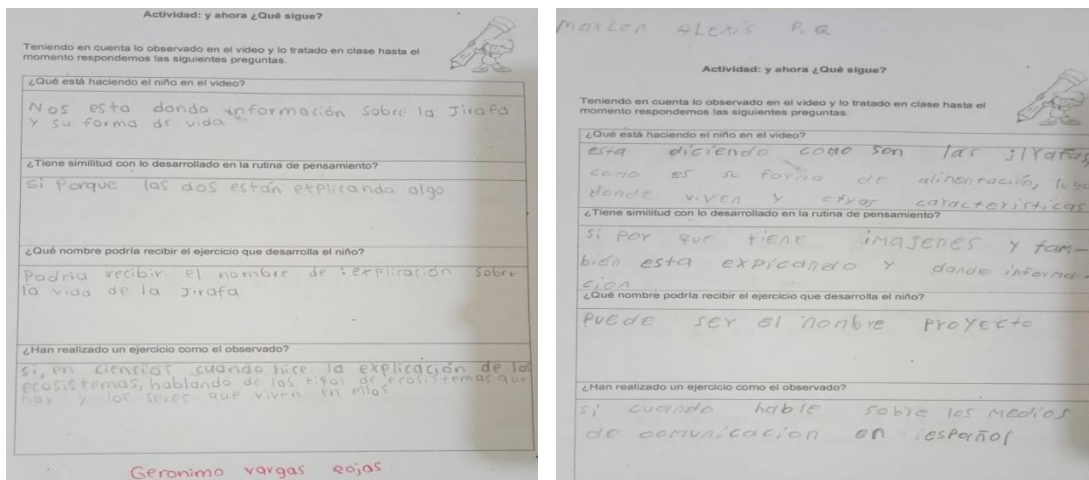 Actividad: y ahora ¿Qué sigue?
Teniendo en cuenta lo observado en el video y lo tratado en clase hasta el
momento respondemos las siguientes preguntas.
¿Qué está haciendo el niño en el video?
Nos esta dando información sobre la Jirafa
y su forma de vida
¿Tiene similitud con lo desarrollado en la rutina de pensamiento?
Si Porque las dos están explicando algo
¿Qué nombre podría recibir el ejercicio que desarrolla el niño?
Podria recibir el nombre de : explicación sobre
la vida de la Jirafa
¿Han realizado un ejercicio como el observado?
Si, en ciencias cuando hice la explicación de los
ecosistemas, hablando de los tipos de ecosistemas que
hay y los seres que viven en ellos
Geronimo vargas Rojas
Marlon ALexis P. Q
Actividad: y ahora ¿Qué sigue?
Teniendo en cuenta lo observado en el video y lo tratado en clase hasta el
momento respondemos las siguientes preguntas.
¿Qué está haciendo el niño en el video?
esta diciendo como son las jirafas
como es su forma de alimentación, luga
donde viven y otras características
¿Tiene similitud con lo desarrollado en la rutina de pensamiento?
Si por que tiene imajenes y tam-
bién esta expicando y dando informa-
cion
¿Qué nombre podría recibir el ejercicio que desarrolla el niño?
Puede ser el nonbre proyecto
¿Han realizado un ejercicio como el observado?
si cuando hable sobre los medios
de comunicacion en español